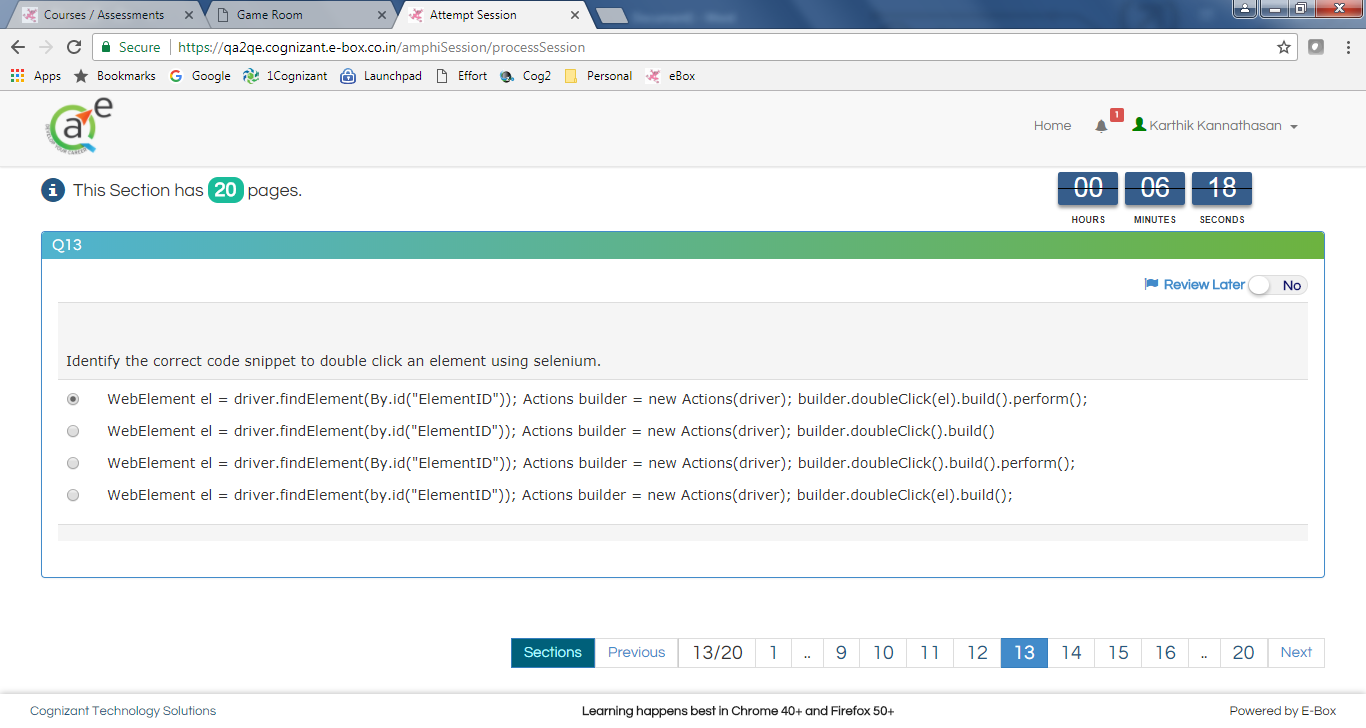 Courses / Assessments
Game Room
Attempt Session
Secure https://qa2qe.cognizant.e-box.co.in/amphiSession/processSession
Apps Bookmarks Google 1Cognizant Launchpad Effort Cog2 Personal eBox
a e
Home 1 Karthik Kannathasan
This Section has 20 pages.
00 06 18
HOURS MINUTES SECONDS
Q13
Review Later No
Identify the correct code snippet to double click an element using selenium.
WebElement el = driver.findElement(By.id("ElementID")); Actions builder = new Actions(driver); builder.doubleClick(el).build().perform();
WebElement el = driver.findElement(by.id("ElementID")); Actions builder = new Actions(driver); builder.doubleClick().build()
WebElement el = driver.findElement(By.id("ElementID")); Actions builder = new Actions(driver); builder.doubleClick().build().perform();
WebElement el = driver.findElement(by.id("ElementID")); Actions builder = new Actions(driver); builder.doubleClick(el).build();
Sections Previous 13/20 1 .. 9 10 11 12 13 14 15 16 .. 20 Next
Cognizant Technology Solutions Learning happens best in Chrome 40+ and Firefox 50+ Powered by E-Box